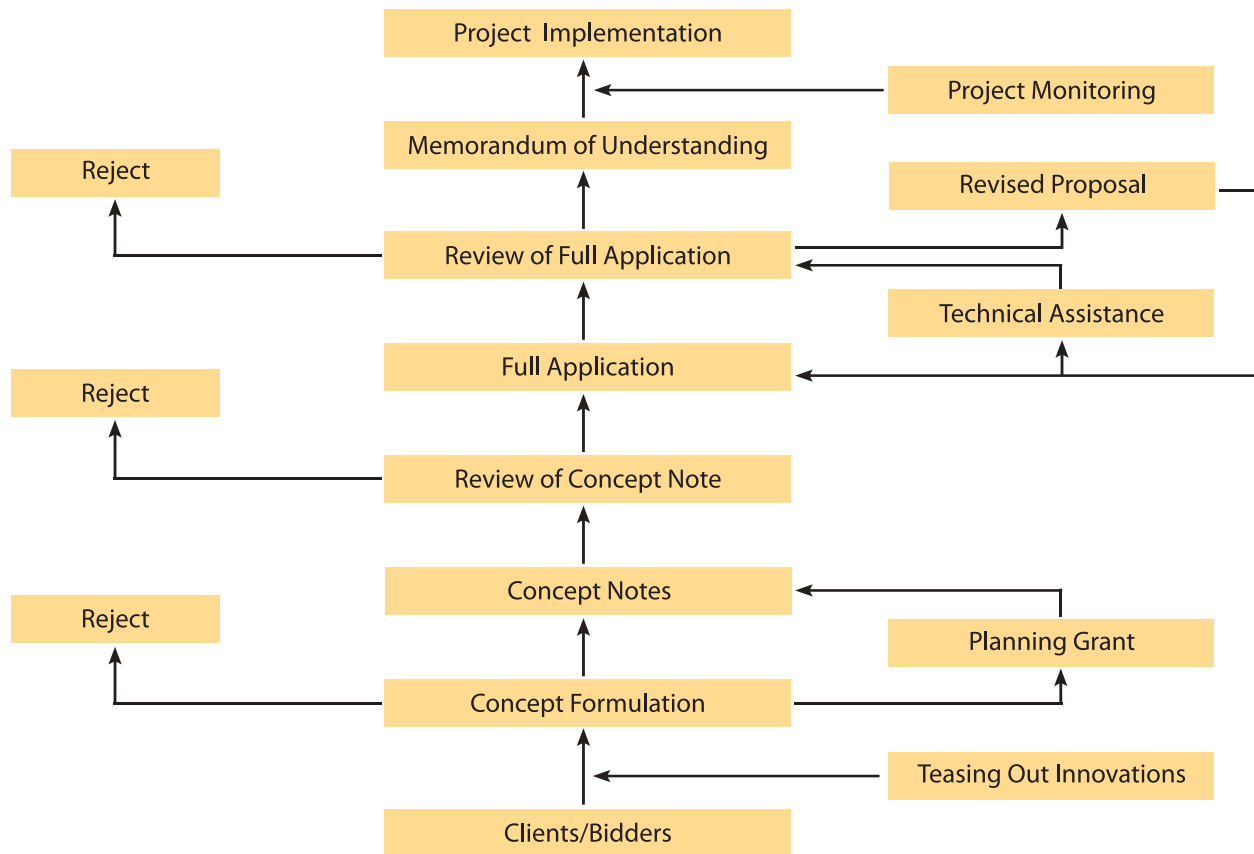 Project Implementation
Project Monitoring
Memorandum of Understanding
Reject
Revised Proposal
Review of Full Application
Technical Assistance
Full Application
Reject
Review of Concept Note
Concept Notes
Reject
Planning Grant
Concept Formulation
Teasing Out Innovations
Clients/Bidders